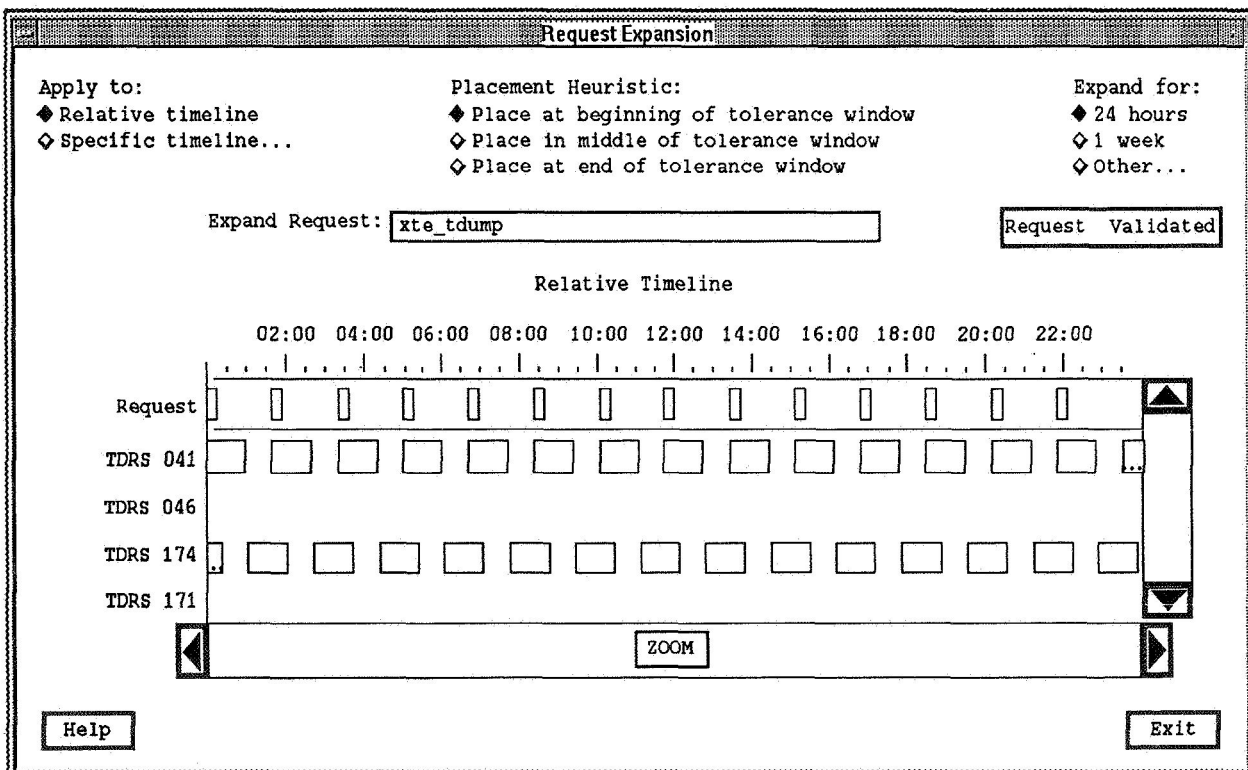 Request Expansion
Apply to:
Relative timeline
Specific timeline...
Placement Heuristic:
Place at beginning of tolerance window
Place in middle of tolerance window
Place at end of tolerance window
Expand for:
24 hours
1 week
Other...
Expand Request: xte_tdump
Request Validated
Relative Timeline
02:00 04:00 06:00 08:00 10:00 12:00 14:00 16:00 18:00 20:00 22:00
Request
TDRS 041
...
TDRS 046
TDRS 174
..
TDRS 171
ZOOM
Help
Exit